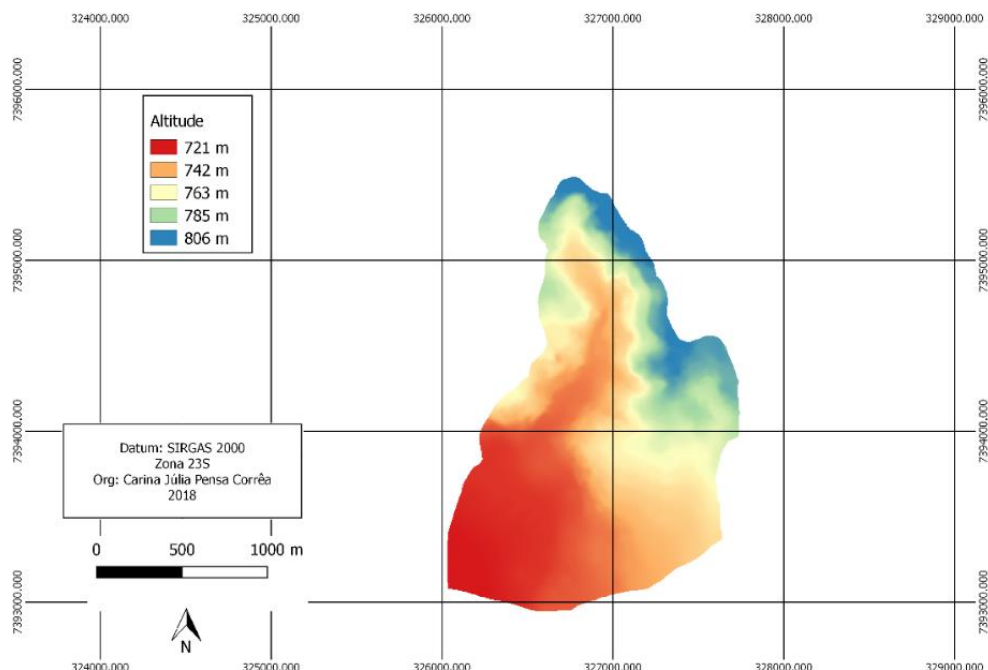 324000.000 325000.000 326000.000 327000.000 328000.000 329000.000
7396000.000 7396000.000
Altitude
721 m
742 m
763 m
785 m
806 m
7395000.000 7395000.000
7394000.000 7394000.000
Datum: SIRGAS 2000
Zona 23S
Org: Carina Júlia Pensa Corrêa
2018
0 500 1000 m
7393000.000 7393000.000
N
324000.000 325000.000 326000.000 327000.000 328000.000 329000.000